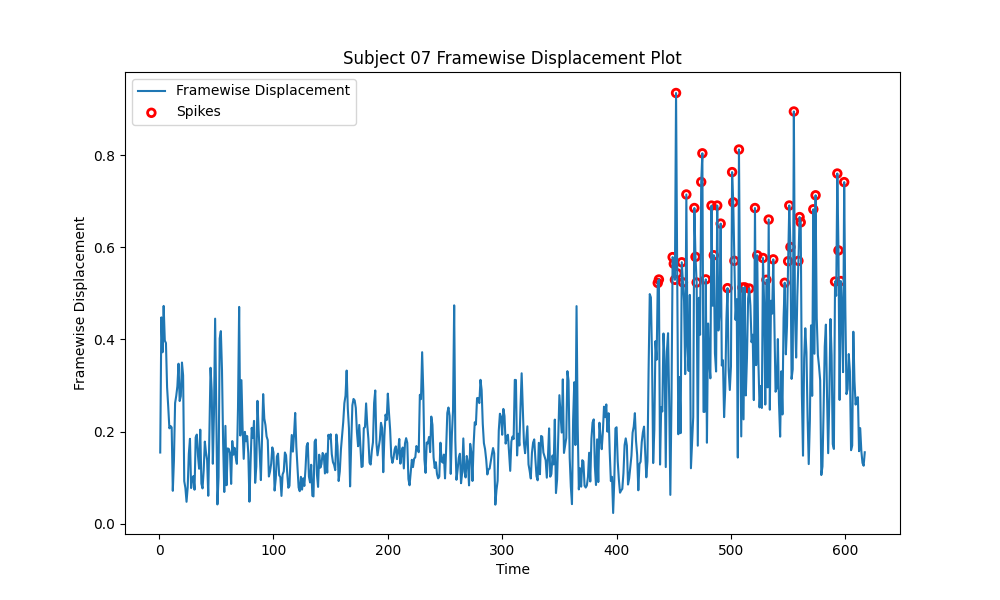 Subject 07 Framewise Displacement Plot
Framewise Displacement
Spikes
Framewise Displacement
0.8
0.6
0.4
0.2
0.0
0 100 200 300 400 500 600
Time